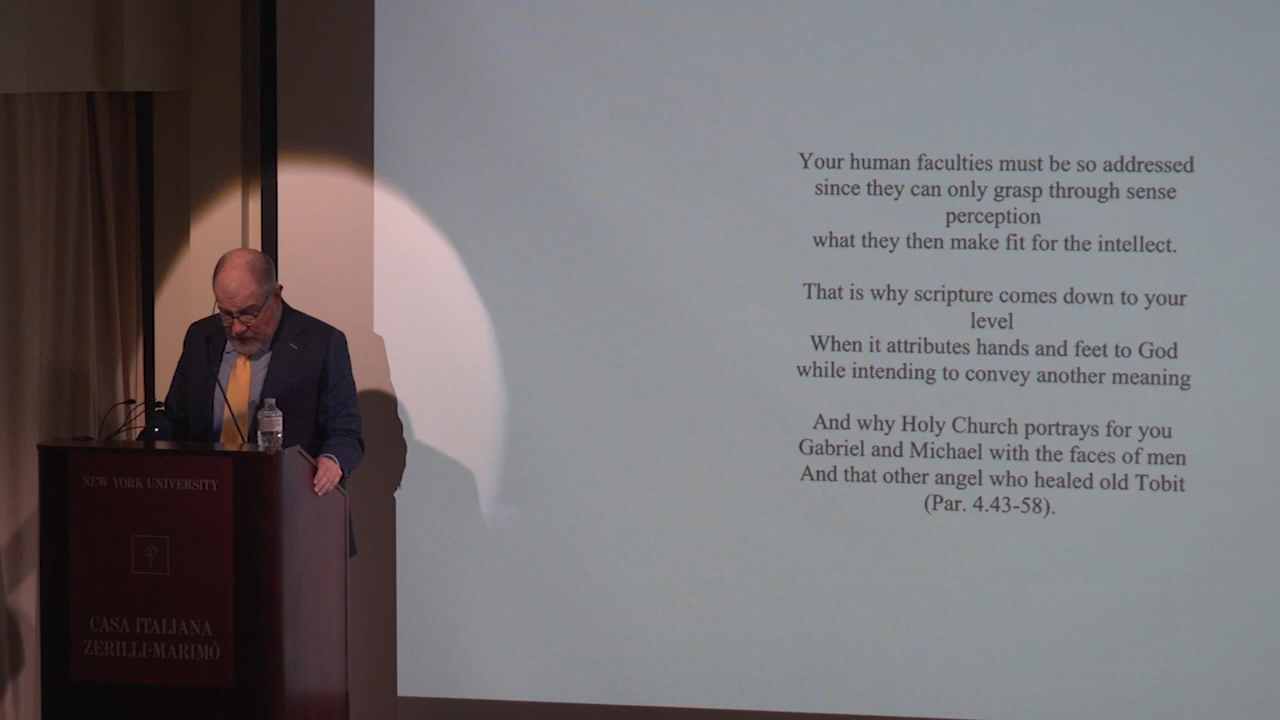 Your human faculties must be so addressed
since they can only grasp through sense
perception
what they then make fit for the intellect.
That is why scripture comes down to your
level
When it attributes hands and feet to God
while intending to convey another meaning
And why Holy Church portrays for you
Gabriel and Michael with the faces of men
And that other angel who healed old Tobit
(Par. 4.43-58).
NEW YORK UNIVERSITY
CASA ITALIANA
ZERILLI-MARIMÒ